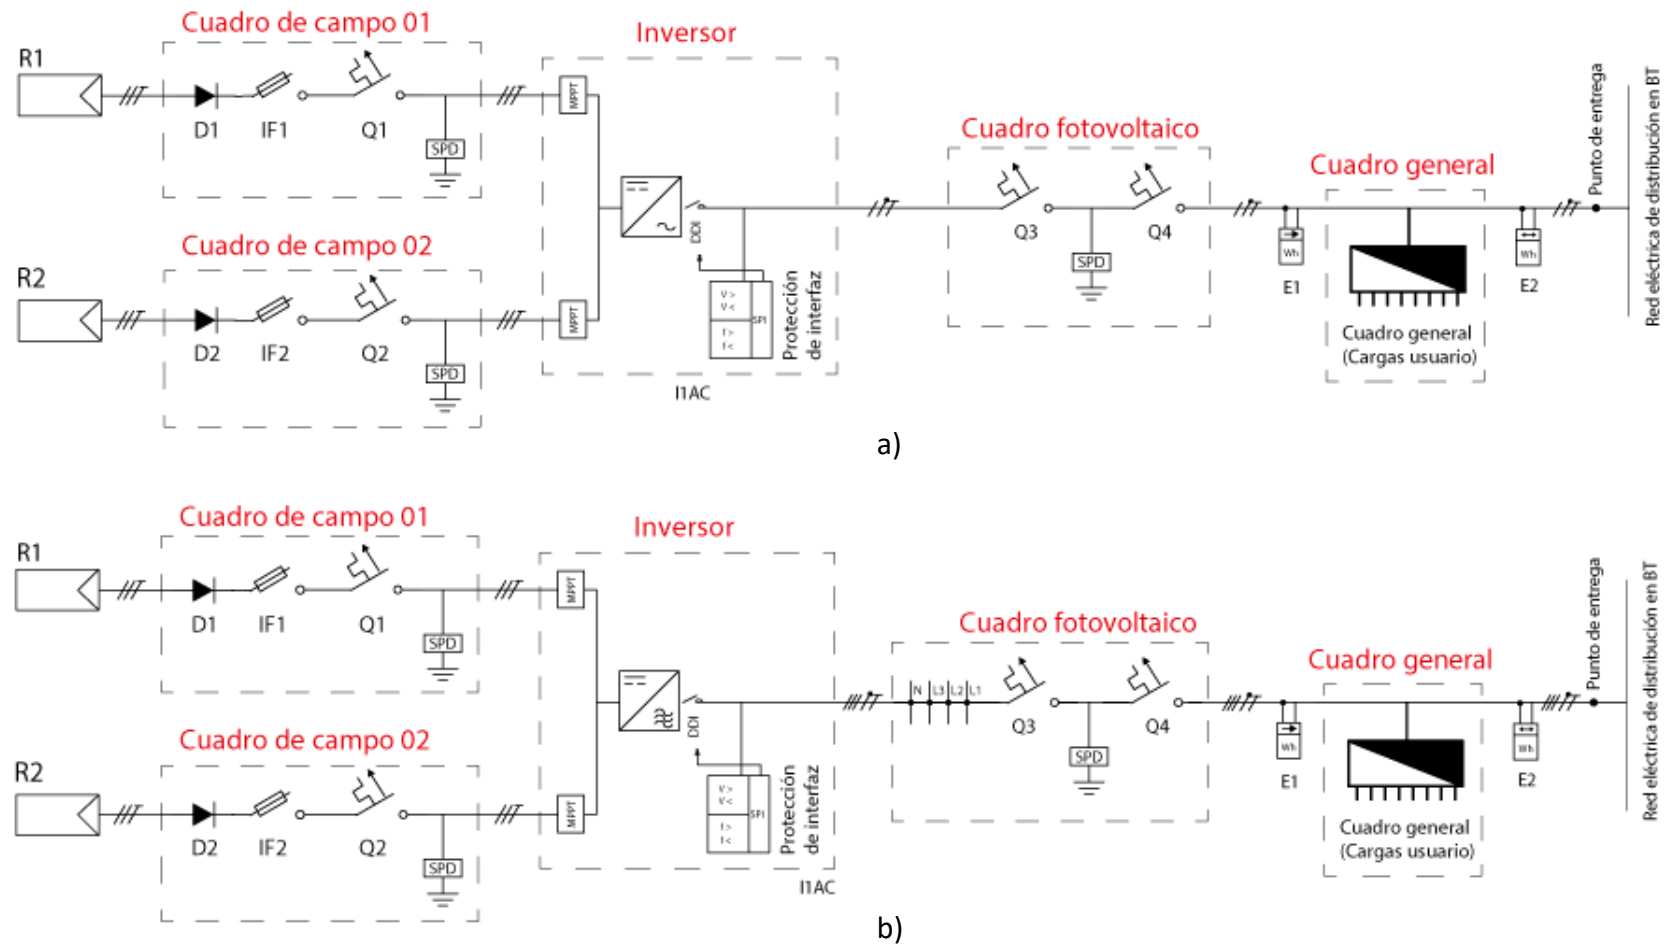 Cuadro de campo 01
R1
D1 IF1 Q1
SPD
Cuadro de campo 02
R2
D2 IF2 Q2
SPD
Inversor
MPPT
MPPT
DDI
V >
V <
f >
f <
SPI
Protección
de interfaz
I1AC
Cuadro fotovoltaico
Q3 Q4
SPD
Wh
E1
Cuadro general
Cuadro general
(Cargas usuario)
Wh
E2
Punto de entrega
Red eléctrica de distribución en BT
a)
Cuadro de campo 01
R1
D1 IF1 Q1
SPD
Cuadro de campo 02
R2
D2 IF2 Q2
SPD
Inversor
MPPT
MPPT
DDI
V >
V <
f >
f <
SPI
Protección
de interfaz
I1AC
Cuadro fotovoltaico
N L3 L2 L1
Q3 Q4
SPD
Wh
E1
Cuadro general
Cuadro general
(Cargas usuario)
Wh
E2
Punto de entrega
Red eléctrica de distribución en BT
b)